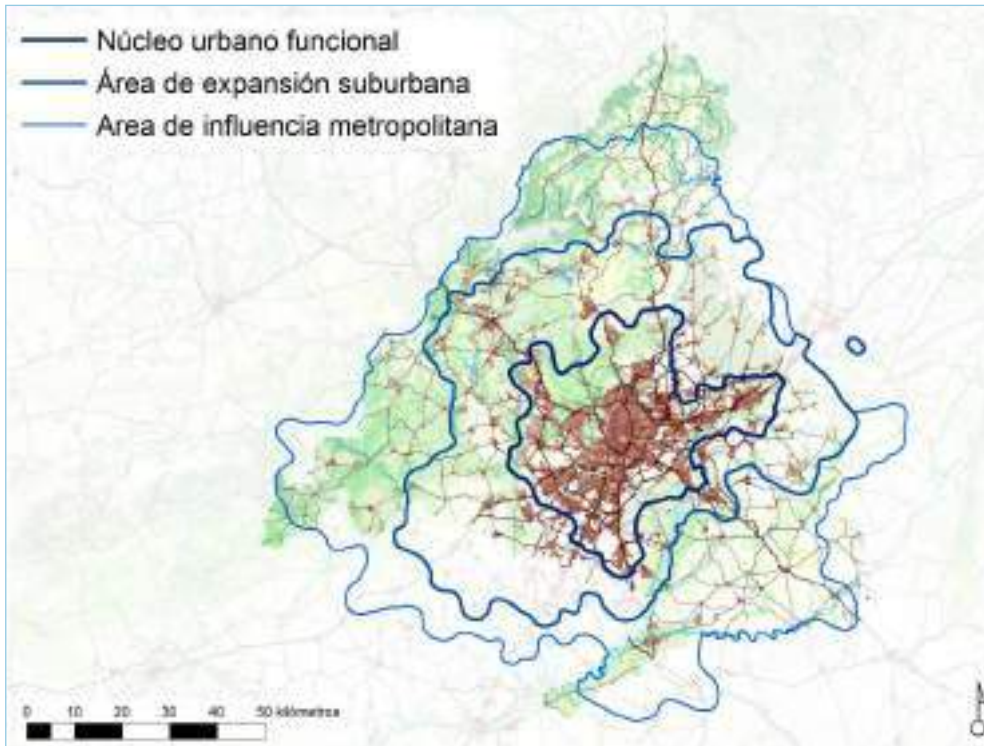 Núcleo urbano funcional
Área de expansión suburbana
Area de influencia metropolitana
0 10 20 30 40 50 kilómetros